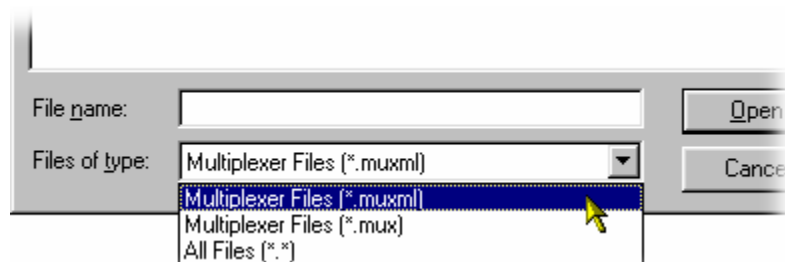 File name:
Open
Files of type: Multiplexer Files (*.muxml)
Cance
Multiplexer Files (*.muxml)
Multiplexer Files (*.mux)
All Files (*.*)